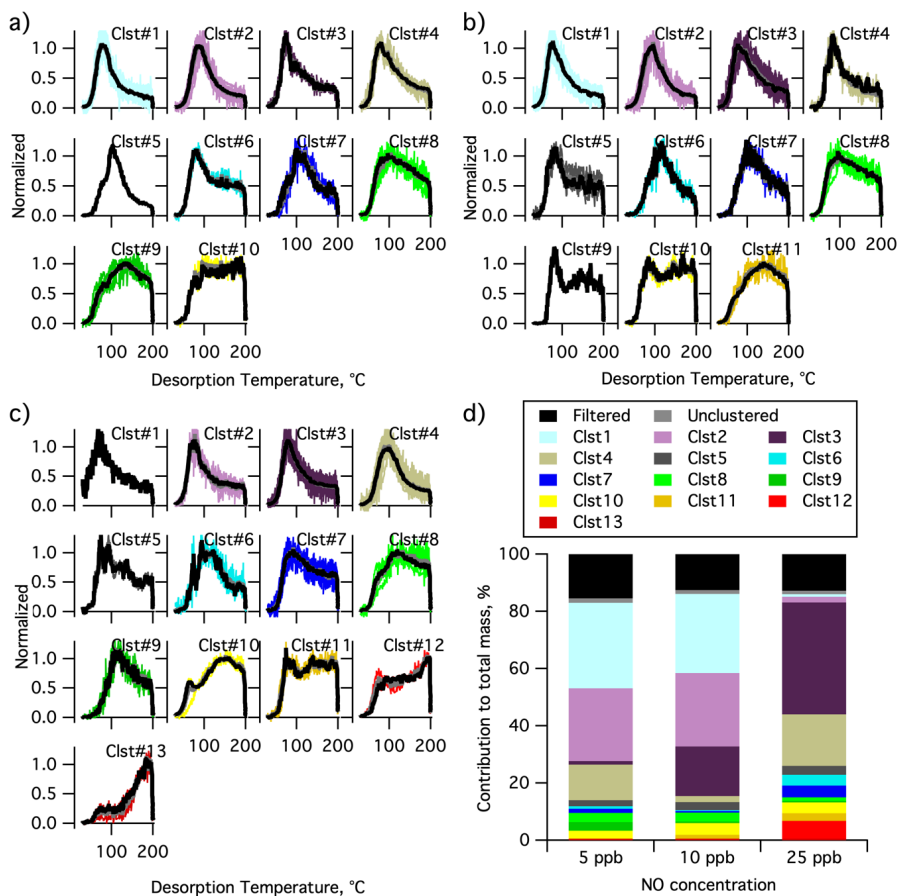 a)
Clst#1 Clst#2 Clst#3 Clst#4
1.0
0.5
0.0
Clst#5 Clst#6 Clst#7 Clst#8
1.0
0.5
0.0
Normalized
Clst#9 Clst#10
1.0
0.5
0.0
100 200 100 200 100 200 100 200
Desorption Temperature, °C
b)
Clst#1 Clst#2 Clst#3 Clst#4
1.0
0.5
0.0
Clst#5 Clst#6 Clst#7 Clst#8
1.0
0.5
0.0
Normalized
Clst#9 Clst#10 Clst#11
1.0
0.5
0.0
100 200 100 200 100 200 100 200
Desorption Temperature, °C
c)
Clst#1 Clst#2 Clst#3 Clst#4
1.0
0.5
0.0
Clst#5 Clst#6 Clst#7 Clst#8
1.0
0.5
0.0
Normalized
Clst#9 Clst#10 Clst#11 Clst#12
1.0
0.5
0.0
100 200 100 200 100 200
Clst#13
1.0
0.5
0.0
100 200
Desorption Temperature, °C
d)
Filtered Unclustered
Clst1 Clst2 Clst3
Clst4 Clst5 Clst6
Clst7 Clst8 Clst9
Clst10 Clst11 Clst12
Clst13
Contribution to total mass, %
100
80
60
40
20
0
5 ppb 10 ppb 25 ppb
NO concentration